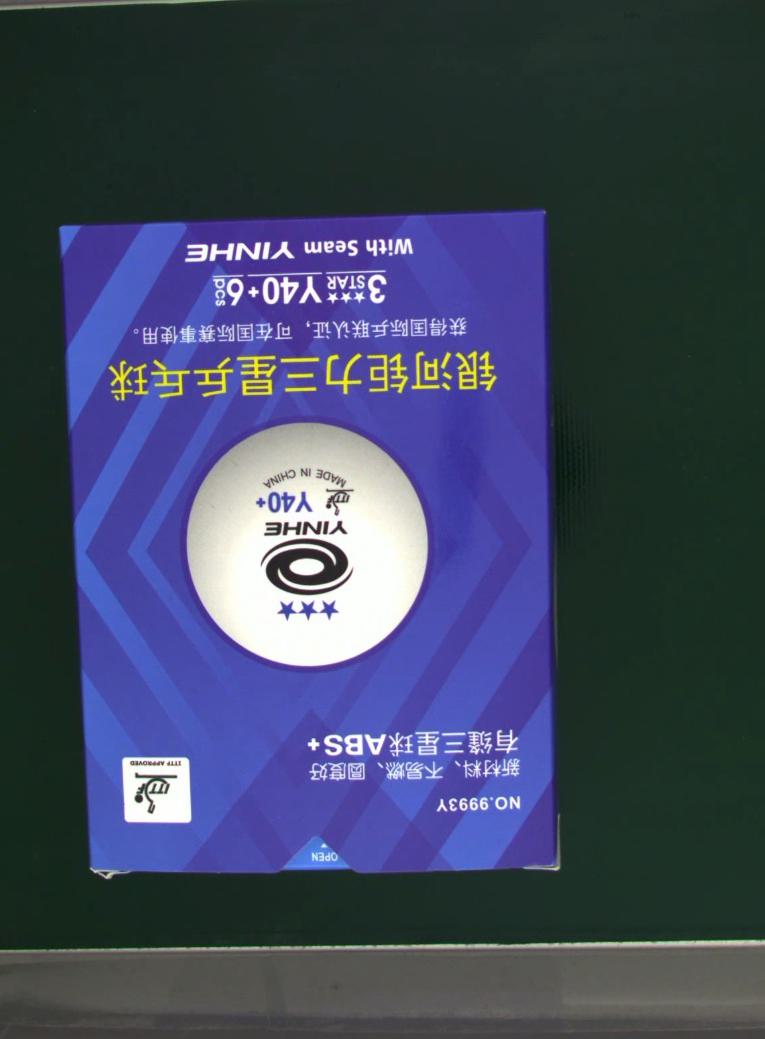 OPEN
NO.9993Y
新材料、不易燃、圆度好
有缝三星球ABS+
ITTF APPROVED
YINHE
Y40+
MADE IN CHINA
银河钜力三星乒乓球
获得国际乒联认证，可在国际赛事使用。
3 STAR Y40+ 6 pcs
With Seam YINHE